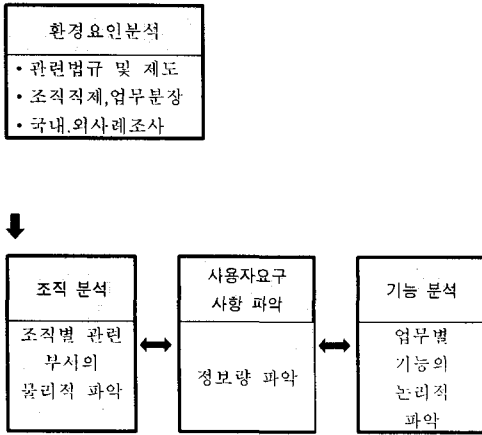 환경요인분석
• 관련법규 및 제도
• 조직직제,업무분장
• 국내.외사례조사
조직 분석
조직별 관련
부서의
물리적 파악
사용자요구
사항 파악
정보량 파악
기능 분석
업무별
기능의
논리적
파악